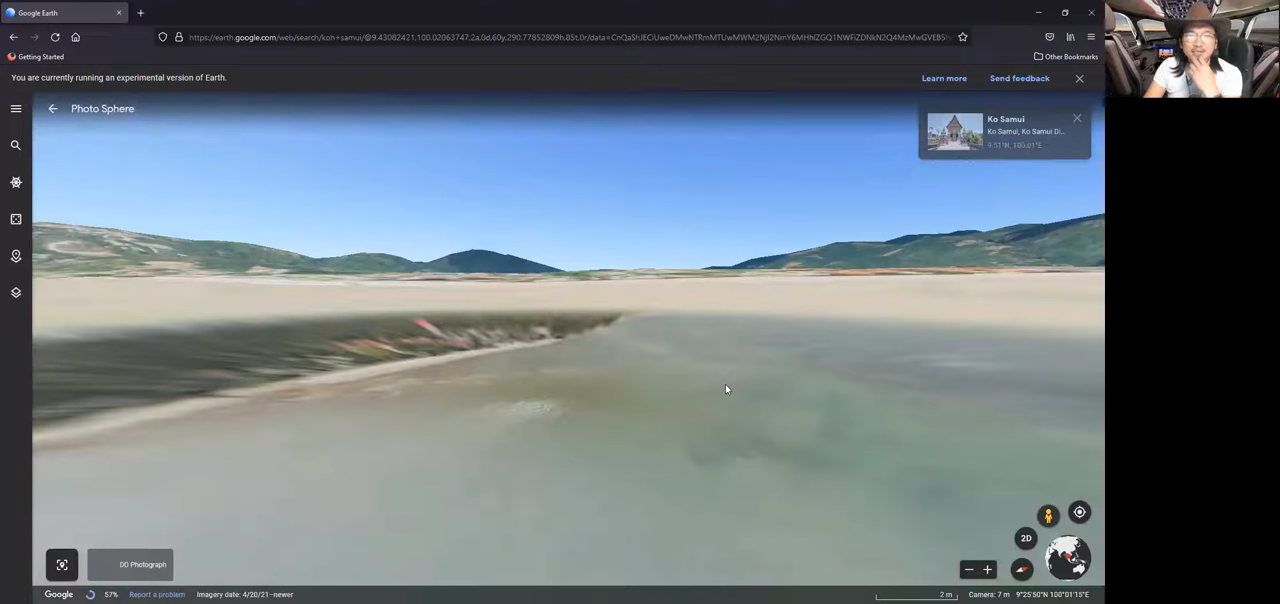 Google Earth
https://earth.google.com/web/search/koh+samui/@9.43082421,100.02063747,2a,0d,60y,290.77852809h,85t,0r/data=
Getting Started
Other Bookmarks
You are currently running an experimental version of Earth.
Learn more
Send feedback
Photo Sphere
Ko Samui
Ko Samui, Ko Samui Di...
9.51°N, 100.01°E
2D
DD Photograph
Google
57%
Report a problem
Imagery date: 4/20/21-newer
2 m
Camera: 7 m
9°25'50"N 100°01'15"E